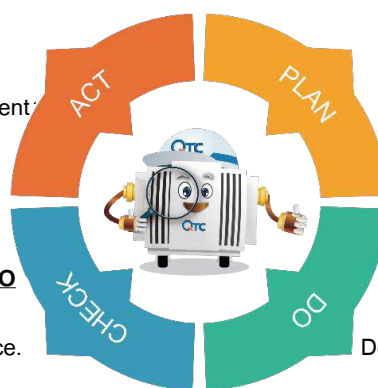 ACT
PLAN
ent
QTC
QTC
O
CHECK
DO
ce.
D